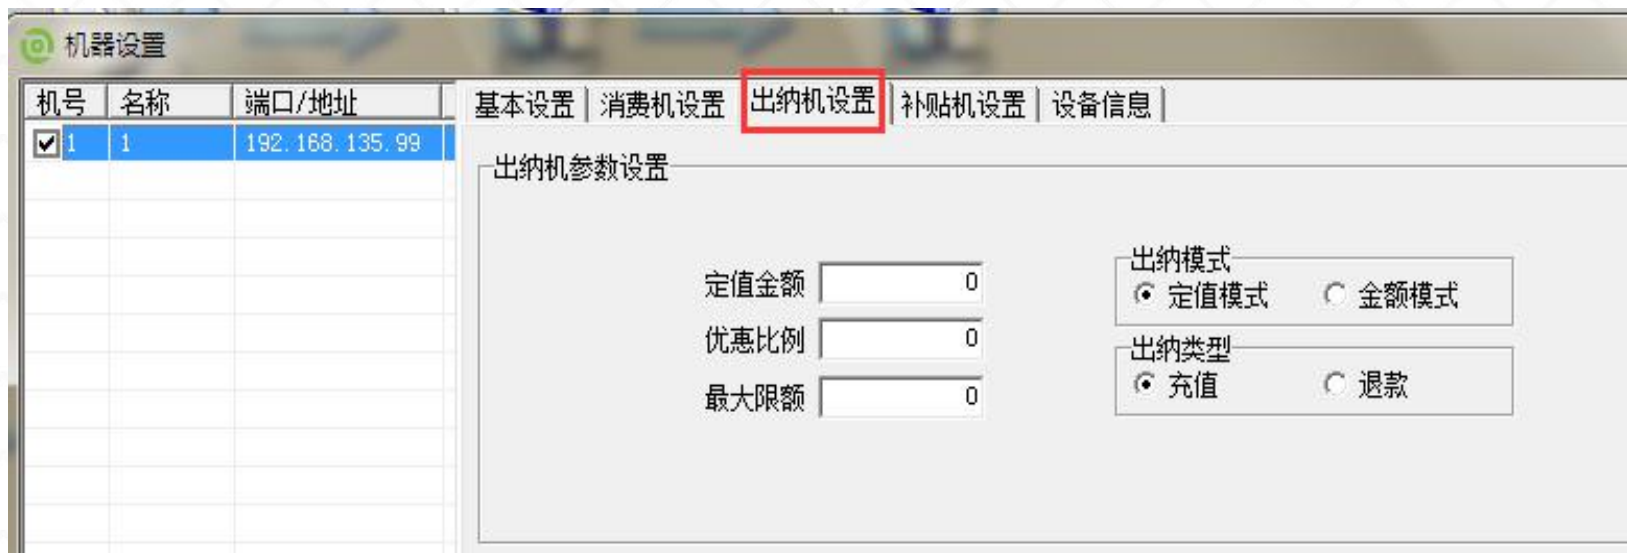 机器设置
机号 名称 端口/地址
1 1 192.168.135.99
基本设置 消费机设置 出纳机设置 补贴机设置 设备信息
出纳机参数设置
定值金额 0
优惠比例 0
最大限额 0
出纳模式
定值模式 金额模式
出纳类型
充值 退款